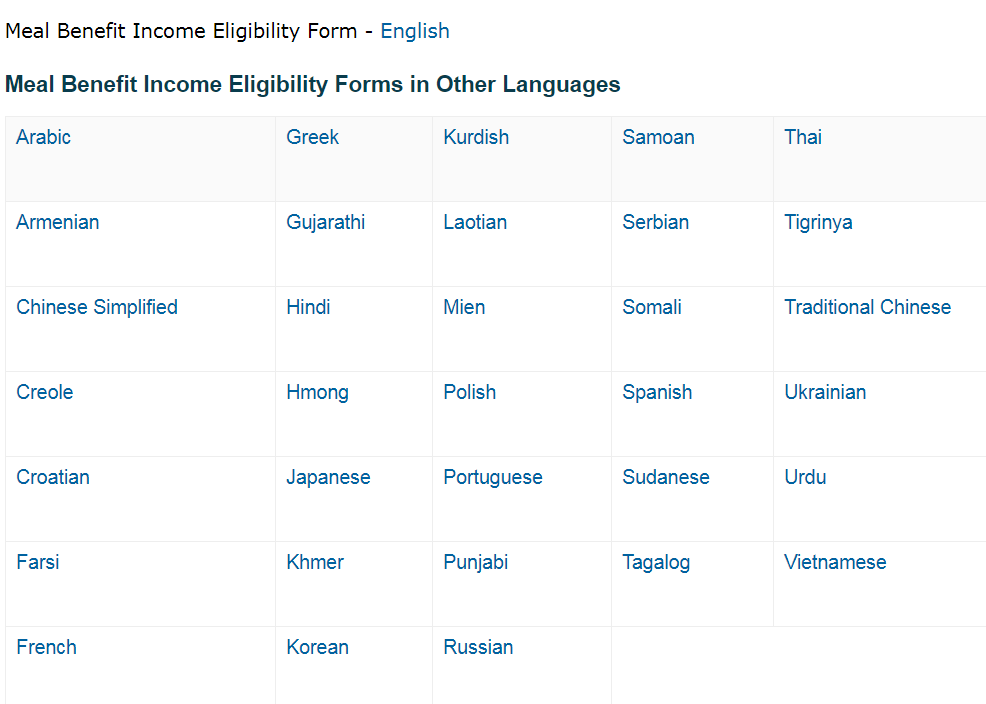 Meal Benefit Income Eligibility Form - English
Meal Benefit Income Eligibility Forms in Other Languages
Arabic Greek Kurdish Samoan Thai
Armenian Gujarathi Laotian Serbian Tigrinya
Chinese Simplified Hindi Mien Somali Traditional Chinese
Creole Hmong Polish Spanish Ukrainian
Croatian Japanese Portuguese Sudanese Urdu
Farsi Khmer Punjabi Tagalog Vietnamese
French Korean Russian